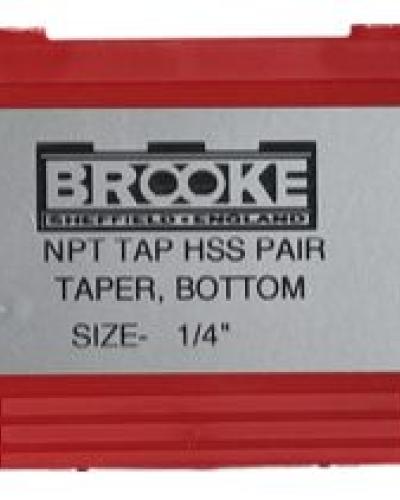 BROOKE
SHEFFIELD • ENGLAND
NPT TAP HSS PAIR
TAPER, BOTTOM
SIZE- 1/4"